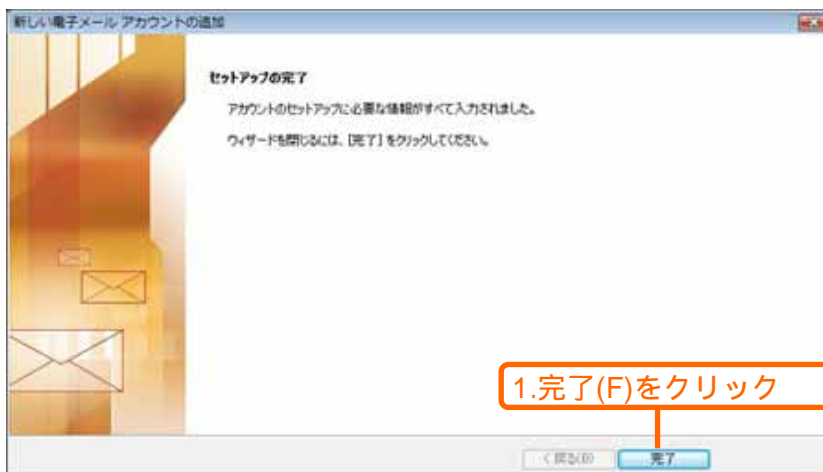 新しい電子メール アカウントの追加
セットアップの完了
アカウントのセットアップに必要な情報がすべて入力されました。
ウィザードを閉じるには、[完了] をクリックしてください。
1.完了(F)をクリック
< 戻る(B)
完了